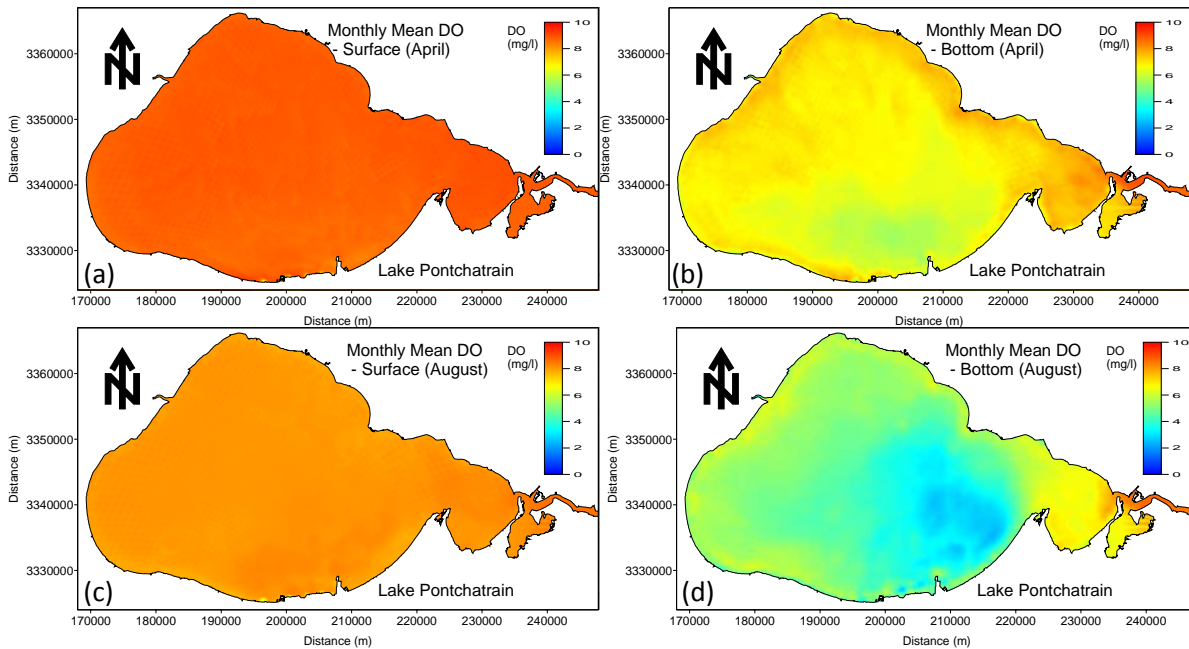 Monthly Mean DO
- Surface (April)
DO
(mg/l)
10
8
6
4
2
0
N
3360000
3350000
3340000
3330000
Distance (m)
(a)
Lake Pontchatrain
170000 180000 190000 200000 210000 220000 230000 240000
Distance (m)
Monthly Mean DO
- Bottom (April)
DO
(mg/l)
10
8
6
4
2
0
N
3360000
3350000
3340000
3330000
Distance (m)
(b)
Lake Pontchatrain
170000 180000 190000 200000 210000 220000 230000 240000
Distance (m)
Monthly Mean DO
- Surface (August)
DO
(mg/l)
10
8
6
4
2
0
N
3360000
3350000
3340000
3330000
Distance (m)
(c)
Lake Pontchatrain
170000 180000 190000 200000 210000 220000 230000 240000
Distance (m)
Monthly Mean DO
- Bottom (August)
DO
(mg/l)
10
8
6
4
2
0
N
3360000
3350000
3340000
3330000
Distance (m)
(d)
Lake Pontchatrain
170000 180000 190000 200000 210000 220000 230000 240000
Distance (m)